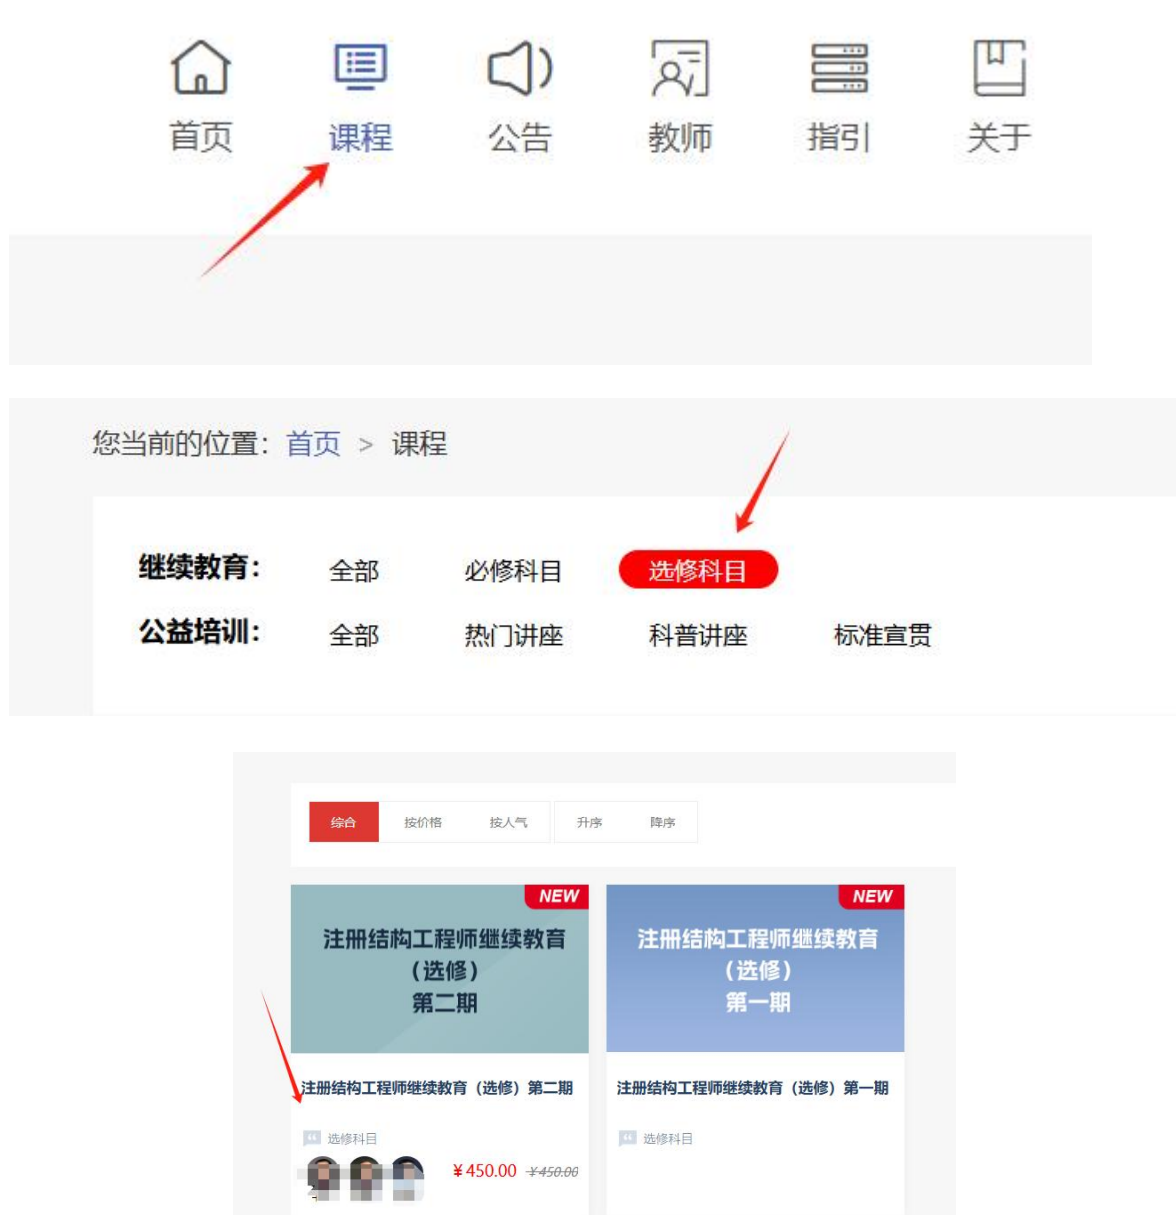 首页 课程 公告 教师 指引 关于
您当前的位置：首页 > 课程
继续教育： 全部 必修科目 选修科目
公益培训： 全部 热门讲座 科普讲座 标准宣贯
综合 按价格 按人气 升序 降序
NEW
注册结构工程师继续教育
（选修）
第二期
NEW
注册结构工程师继续教育
（选修）
第一期
注册结构工程师继续教育（选修）第二期
注册结构工程师继续教育（选修）第一期
选修科目
选修科目
¥450.00 ¥450.00